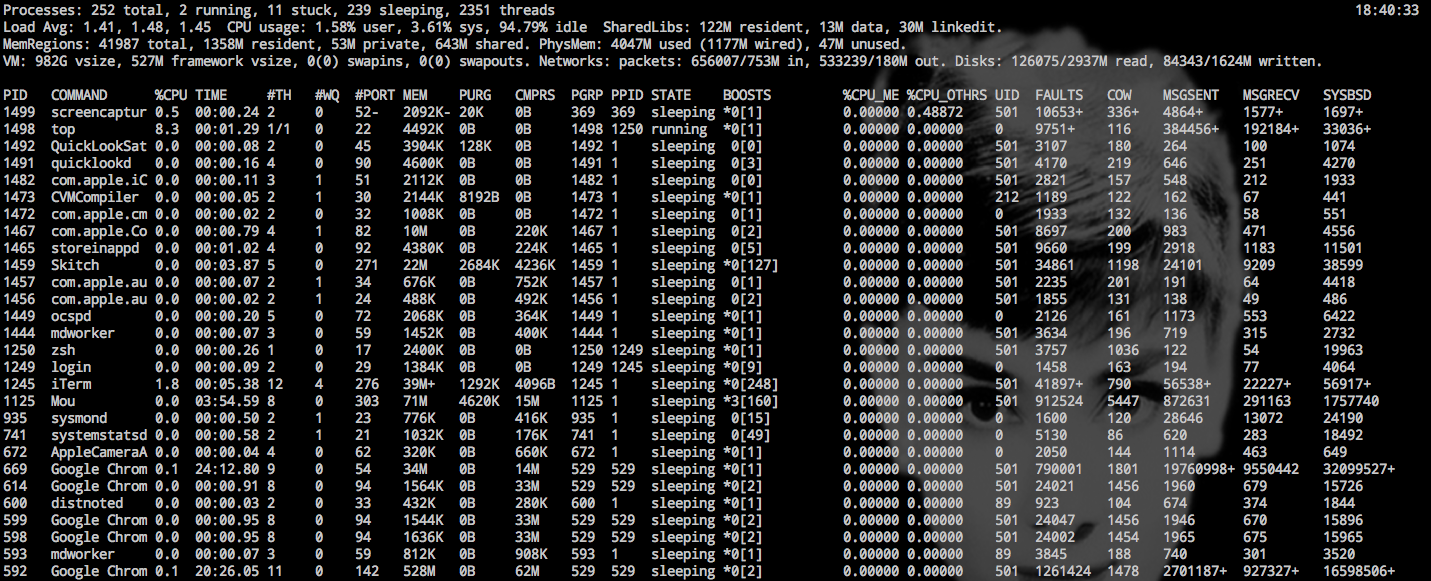 Processes: 252 total, 2 running, 11 stuck, 239 sleeping, 2351 threads 18:40:33
Load Avg: 1.41, 1.48, 1.45 CPU usage: 1.58% user, 3.61% sys, 94.79% idle SharedLibs: 122M resident, 13M data, 30M linkedit.
MemRegions: 41987 total, 1358M resident, 53M private, 643M shared. PhysMem: 4047M used (1177M wired), 47M unused.
VM: 982G vsize, 527M framework vsize, 0(0) swapins, 0(0) swapouts. Networks: packets: 656007/753M in, 533239/180M out. Disks: 126075/2937M read, 84343/1624M written.
PID COMMAND %CPU TIME #TH #WQ #PORT MEM PURG CMPRS PGRP PPID STATE BOOSTS %CPU_ME %CPU_OTHRS UID FAULTS COW MSGSENT MSGRECV SYSBSD
1499 screencaptur 0.5 00:00.24 2 0 52- 2092K- 20K 0B 369 369 sleeping *0[1] 0.00000 0.48872 501 10653+ 336+ 4864+ 1577+ 1697+
1498 top 8.3 00:01.29 1/1 0 22 4492K 0B 0B 1498 1250 running *0[1] 0.00000 0.00000 0 9751+ 116 384456+ 192184+ 33036+
1492 QuickLookSat 0.0 00:00.08 2 0 45 3904K 128K 0B 1492 1 sleeping 0[0] 0.00000 0.00000 501 3107 180 264 100 1074
1491 quicklookd 0.0 00:00.16 4 0 90 4600K 0B 0B 1491 1 sleeping 0[3] 0.00000 0.00000 501 4170 219 646 251 4270
1482 com.apple.iC 0.0 00:00.11 3 1 51 2112K 0B 0B 1482 1 sleeping 0[0] 0.00000 0.00000 501 2821 157 548 212 1933
1473 CVMCompiler 0.0 00:00.05 2 1 30 2144K 8192B 0B 1473 1 sleeping *0[1] 0.00000 0.00000 212 1189 122 162 67 441
1472 com.apple.cm 0.0 00:00.02 2 0 32 1008K 0B 0B 1472 1 sleeping 0[1] 0.00000 0.00000 0 1933 132 136 58 551
1467 com.apple.Co 0.0 00:00.79 4 1 82 10M 0B 220K 1467 1 sleeping 0[2] 0.00000 0.00000 501 8697 200 983 471 4556
1465 storeinappd 0.0 00:01.02 4 0 92 4380K 0B 224K 1465 1 sleeping 0[5] 0.00000 0.00000 501 9660 199 2918 1183 11501
1459 Skitch 0.0 00:03.87 5 0 271 22M 2684K 4236K 1459 1 sleeping *0[127] 0.00000 0.00000 501 34861 1198 24101 9209 38599
1457 com.apple.au 0.0 00:00.07 2 1 34 676K 0B 752K 1457 1 sleeping 0[1] 0.00000 0.00000 501 2235 201 191 64 4418
1456 com.apple.au 0.0 00:00.02 2 1 24 488K 0B 492K 1456 1 sleeping 0[2] 0.00000 0.00000 501 1855 131 138 49 486
1449 ocspd 0.0 00:00.20 5 0 72 2068K 0B 364K 1449 1 sleeping *0[1] 0.00000 0.00000 0 2126 161 1173 553 6422
1444 mdworker 0.0 00:00.07 3 0 59 1452K 0B 400K 1444 1 sleeping *0[1] 0.00000 0.00000 501 3634 196 719 315 2732
1250 zsh 0.0 00:00.26 1 0 17 2400K 0B 0B 1250 1249 sleeping *0[1] 0.00000 0.00000 501 3757 1036 122 54 19963
1249 login 0.0 00:00.09 2 0 29 1384K 0B 0B 1249 1245 sleeping *0[9] 0.00000 0.00000 0 1458 163 194 77 4064
1245 iTerm 1.8 00:05.38 12 4 276 39M+ 1292K 4096B 1245 1 sleeping *0[248] 0.00000 0.00000 501 41897+ 790 56538+ 22227+ 56917+
1125 Mou 0.0 03:54.59 8 0 303 71M 4620K 15M 1125 1 sleeping *3[160] 0.00000 0.00000 501 912524 5447 872631 291163 1757740
935 sysmond 0.0 00:00.50 2 1 23 776K 0B 416K 935 1 sleeping 0[15] 0.00000 0.00000 0 1600 120 28646 13072 24190
741 systemstatsd 0.0 00:00.58 2 1 21 1032K 0B 176K 741 1 sleeping 0[49] 0.00000 0.00000 0 5130 86 620 283 18492
672 AppleCameraA 0.0 00:00.04 4 0 62 320K 0B 660K 672 1 sleeping *0[1] 0.00000 0.00000 0 2050 144 1114 463 649
669 Google Chrom 0.1 24:12.80 9 0 54 34M 0B 14M 529 529 sleeping *0[1] 0.00000 0.00000 501 790001 1801 19760998+ 9550442 32099527+
614 Google Chrom 0.0 00:00.91 8 0 94 1564K 0B 33M 529 529 sleeping *0[2] 0.00000 0.00000 501 24021 1456 1960 679 15726
600 distnoted 0.0 00:00.03 2 0 33 432K 0B 280K 600 1 sleeping *0[1] 0.00000 0.00000 89 923 104 674 374 1844
599 Google Chrom 0.0 00:00.95 8 0 94 1544K 0B 33M 529 529 sleeping *0[2] 0.00000 0.00000 501 24047 1456 1946 670 15896
598 Google Chrom 0.0 00:00.95 8 0 94 1636K 0B 33M 529 529 sleeping *0[2] 0.00000 0.00000 501 24002 1454 1965 675 15965
593 mdworker 0.0 00:00.07 3 0 59 812K 0B 908K 593 1 sleeping *0[1] 0.00000 0.00000 89 3845 188 740 301 3520
592 Google Chrom 0.1 20:26.05 11 0 142 528M 0B 62M 529 529 sleeping *0[2] 0.00000 0.00000 501 1261424 1478 2701187+ 927327+ 16598506+